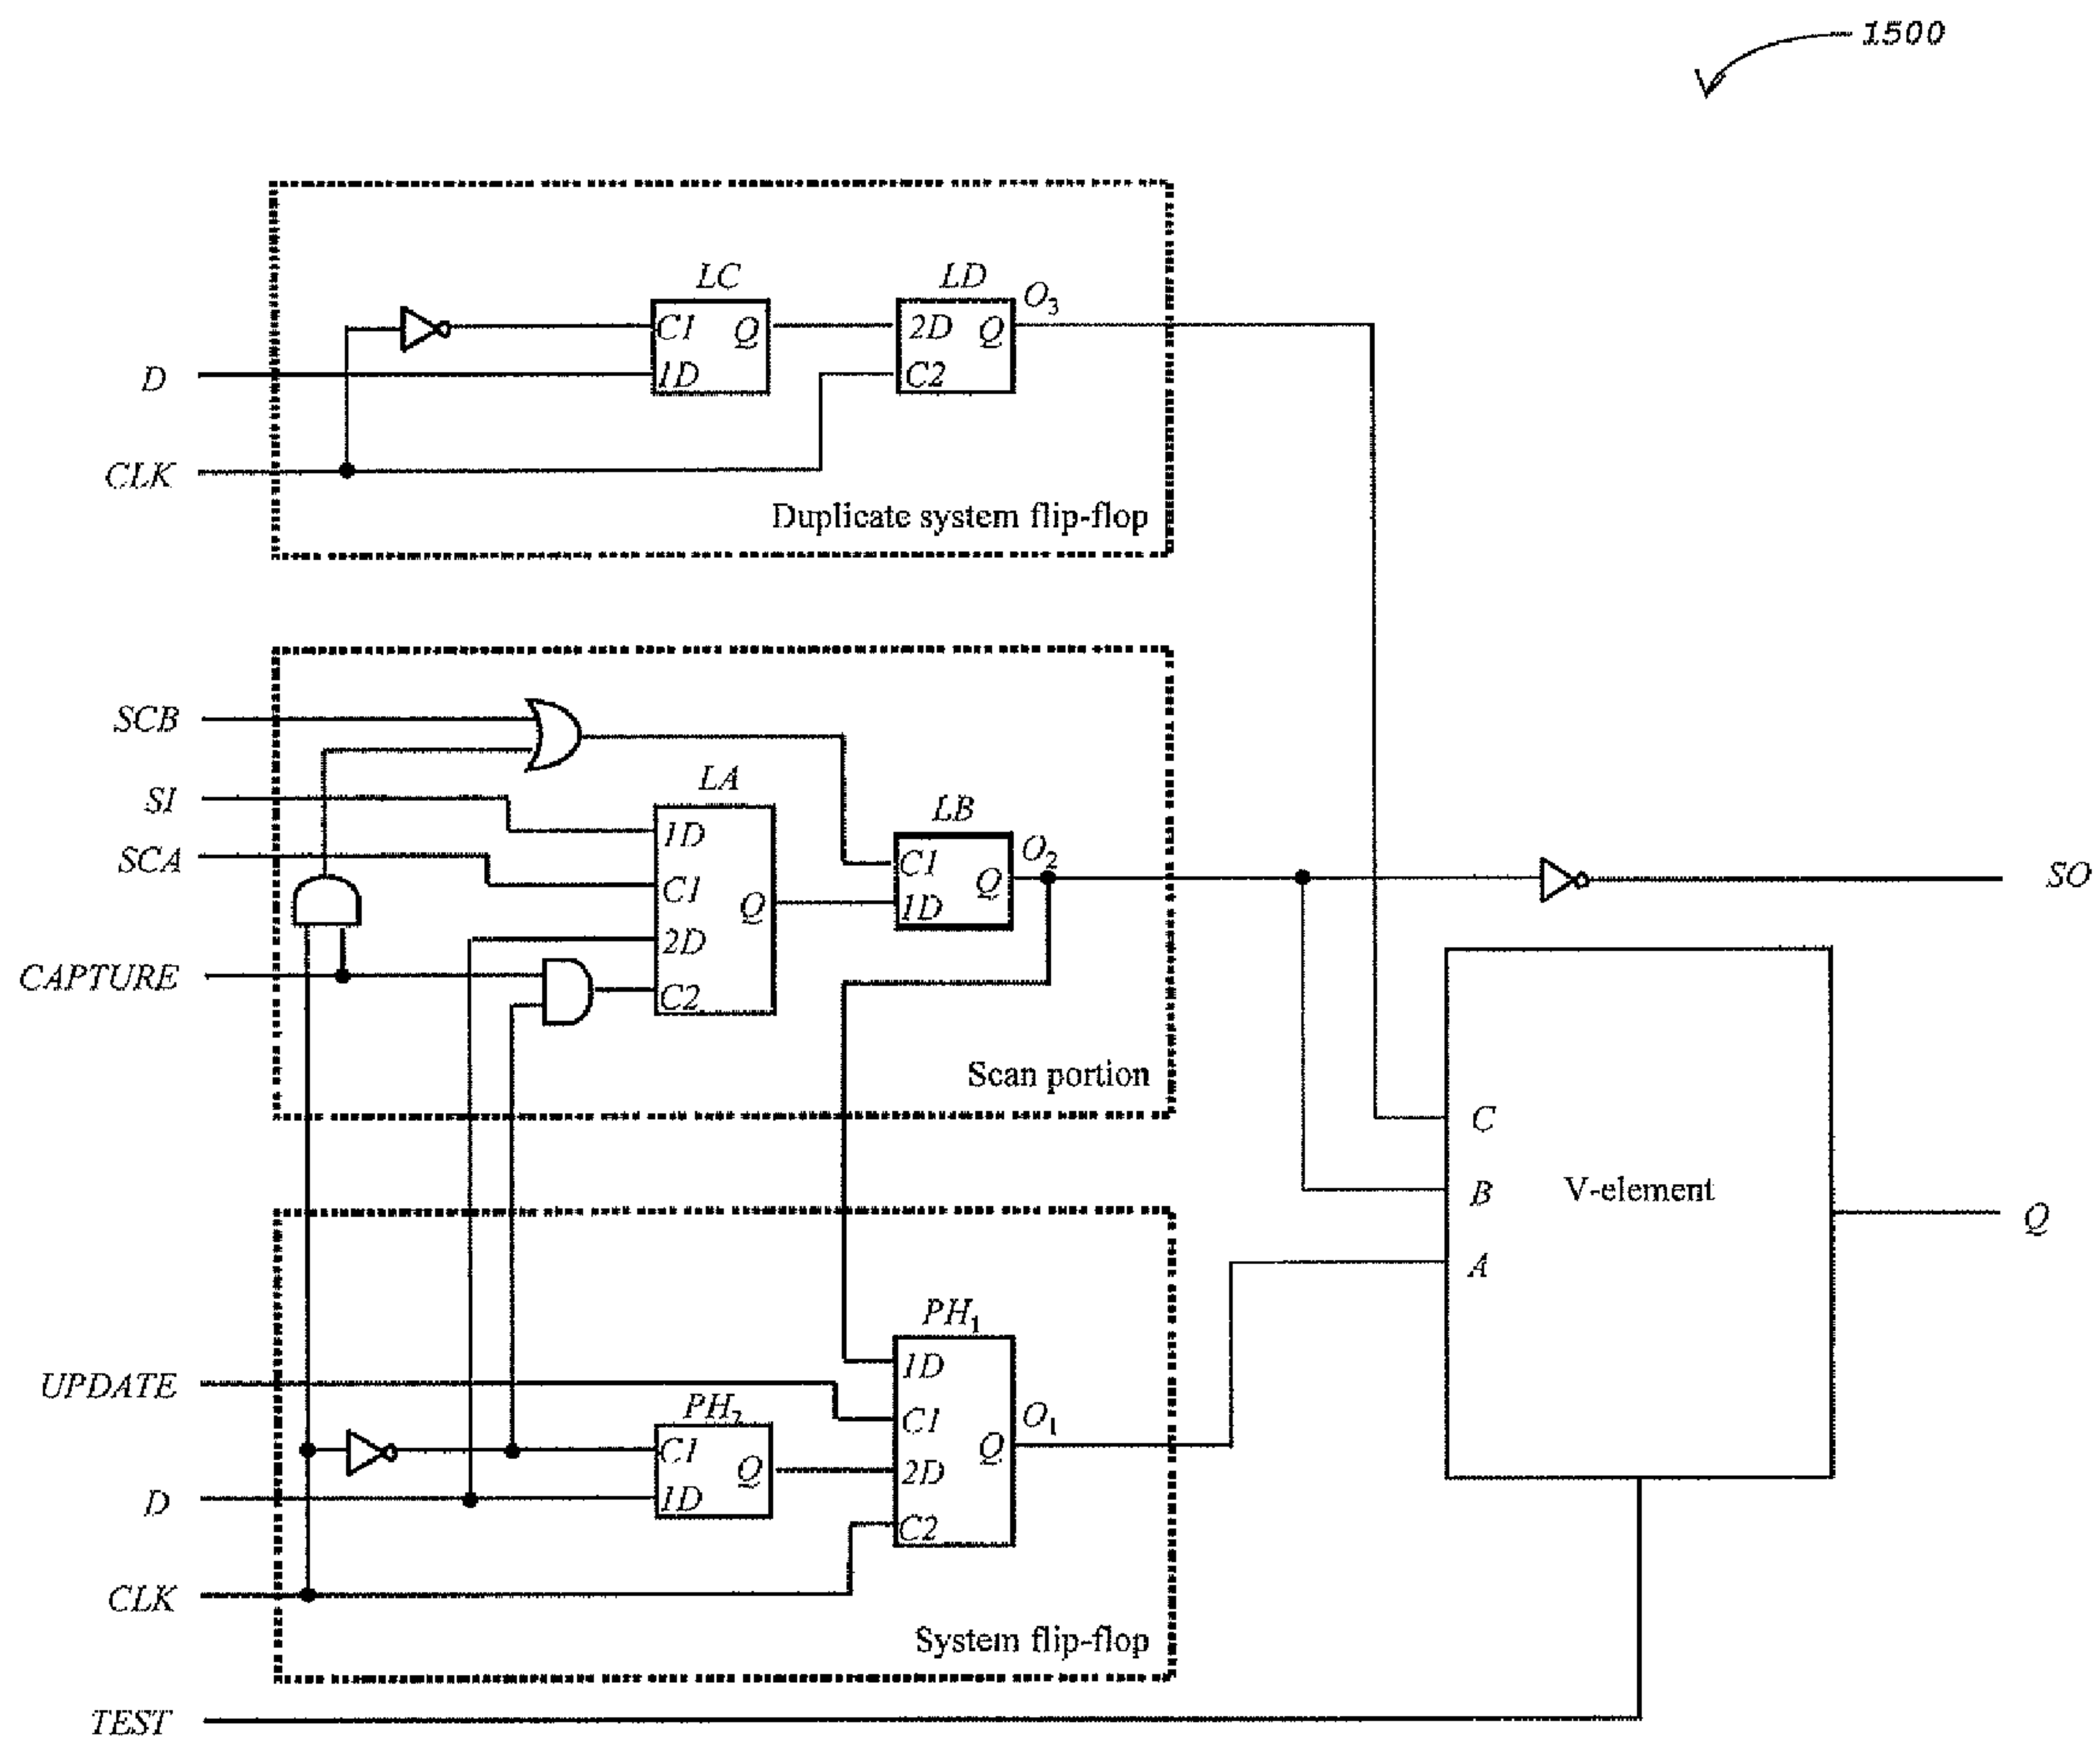 1500
LC
LD
O3
C1 Q
2D Q
D
1D
C2
CLK
Duplicate system flip-flop
SCB
SI
LA
LB
1D
O2
SCA
C1
C1
Q
Q
1D
SO
2D
CAPTURE
C2
Scan portion
C
B
V-element
Q
A
PH1
1D
UPDATE
PH2
C1
O1
C1
Q
Q
2D
D
1D
C2
CLK
System flip-flop
TEST